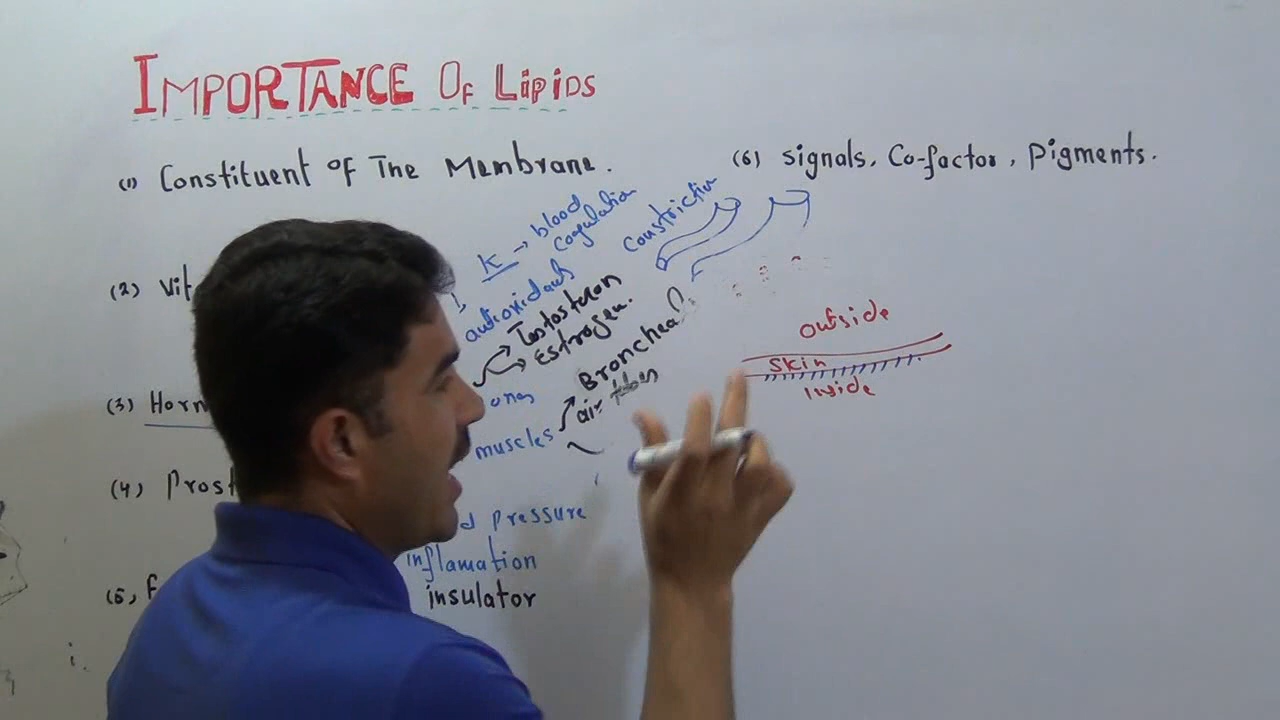 IMPORTANCE Of Lipids
(1) Constituent of The Membrane.
(2) Vit
K → blood
coagulation
antioxidants
(3) Horm
ones
Testosteron
Estrogen.
(4) Prost
muscles
Broncheal
air
constriction
d pressure
inflamation
(5, F
insulator
(6) signals, Co-factor, Pigments.
outside
skin
Inside
i.